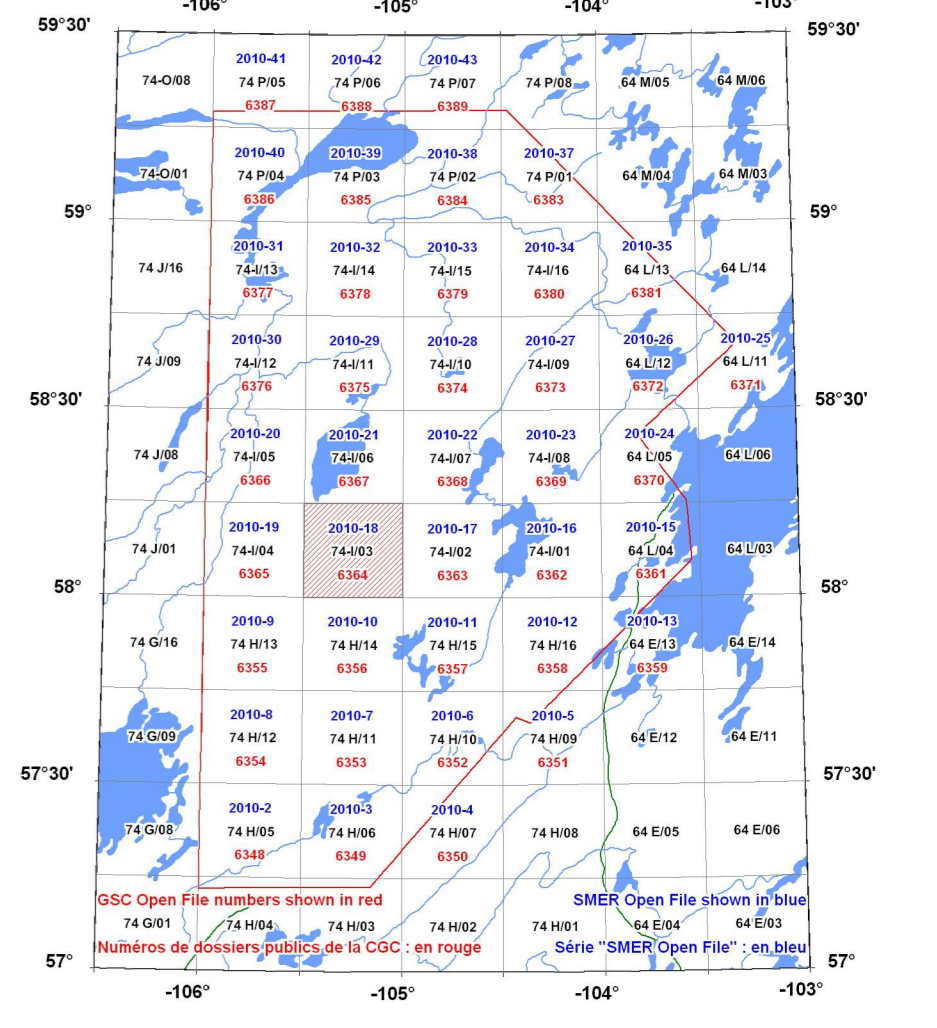 -106° -105° -104° -103°
59°30' 59°30'
2010-41 2010-42 2010-43
74-O/08 74 P/05 74 P/06 74 P/07 74 P/08 64 M/05 64 M/06
6387 6388 6389
2010-40 2010-39 2010-38 2010-37
74-O/01 74 P/04 74 P/03 74 P/02 74 P/01 64 M/04 64 M/03
6386 6385 6384 6383
59° 59°
2010-31 2010-32 2010-33 2010-34 2010-35
74 J/16 74-I/13 74-I/14 74-I/15 74-I/16 64 L/13 64 L/14
6377 6378 6379 6380 6381
2010-30 2010-29 2010-28 2010-27 2010-26 2010-25
74 J/09 74-I/12 74-I/11 74-I/10 74-I/09 64 L/12 64 L/11
6376 6375 6374 6373 6372 6371
58°30' 58°30'
2010-20 2010-21 2010-22 2010-23 2010-24
74 J/08 74-I/05 74-I/06 74-I/07 74-I/08 64 L/05 64 L/06
6366 6367 6368 6369 6370
2010-19 2010-18 2010-17 2010-16 2010-15
74 J/01 74-I/04 74-I/03 74-I/02 74-I/01 64 L/04 64 L/03
6365 6364 6363 6362 6361
58° 58°
2010-9 2010-10 2010-11 2010-12 2010-13
74 G/16 74 H/13 74 H/14 74 H/15 74 H/16 64 E/13 64 E/14
6355 6356 6357 6358 6359
2010-8 2010-7 2010-6 2010-5
74 G/09 74 H/12 74 H/11 74 H/10 74 H/09 64 E/12 64 E/11
6354 6353 6352 6351
57°30' 57°30'
2010-2 2010-3 2010-4
74 G/08 74 H/05 74 H/06 74 H/07 74 H/08 64 E/05 64 E/06
6348 6349 6350
GSC Open File numbers shown in red SMER Open File shown in blue
74 G/01 74 H/04 74 H/03 74 H/02 74 H/01 64 E/04 64 E/03
Numéros de dossiers publics de la CGC : en rouge Série "SMER Open File" : en bleu
57° 57°
-106° -105° -104° -103°